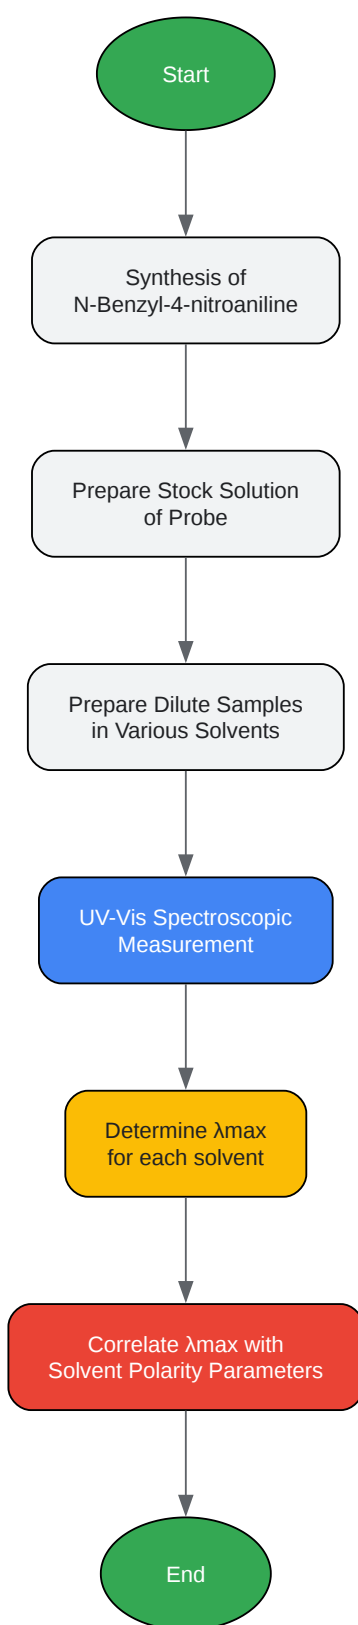 Start
Synthesis of
N-Benzyl-4-nitroaniline
Prepare Stock Solution
of Probe
Prepare Dilute Samples
in Various Solvents
UV-Vis Spectroscopic
Measurement
Determine λmax
for each solvent
Correlate λmax with
Solvent Polarity Parameters
End